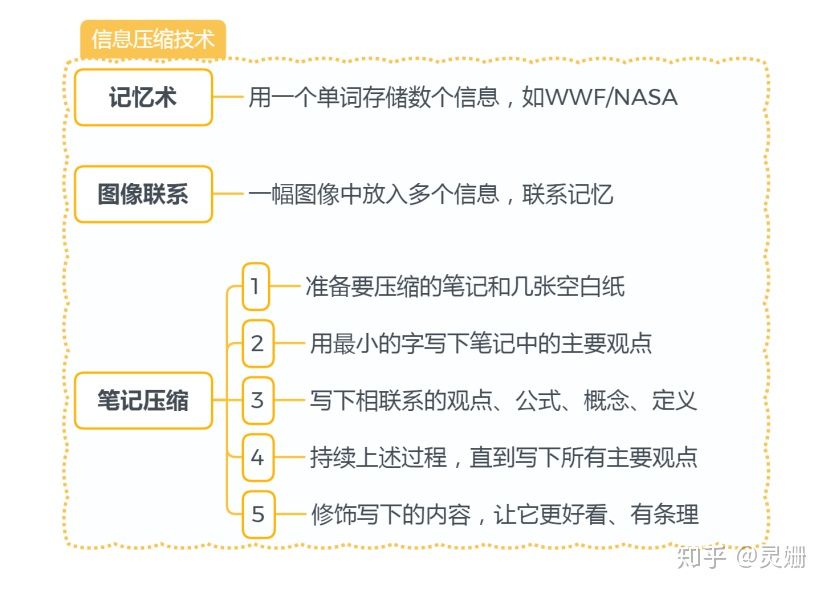 信息压缩技术
记忆术
用一个单词存储数个信息，如WWF/NASA
图像联系
一幅图像中放入多个信息，联系记忆
笔记压缩
1
准备要压缩的笔记和几张空白纸
2
用最小的字写下笔记中的主要观点
3
写下相联系的观点、公式、概念、定义
4
持续上述过程，直到写下所有主要观点
5
修饰写下的内容，让它更好看、有条理
知乎 @灵姗